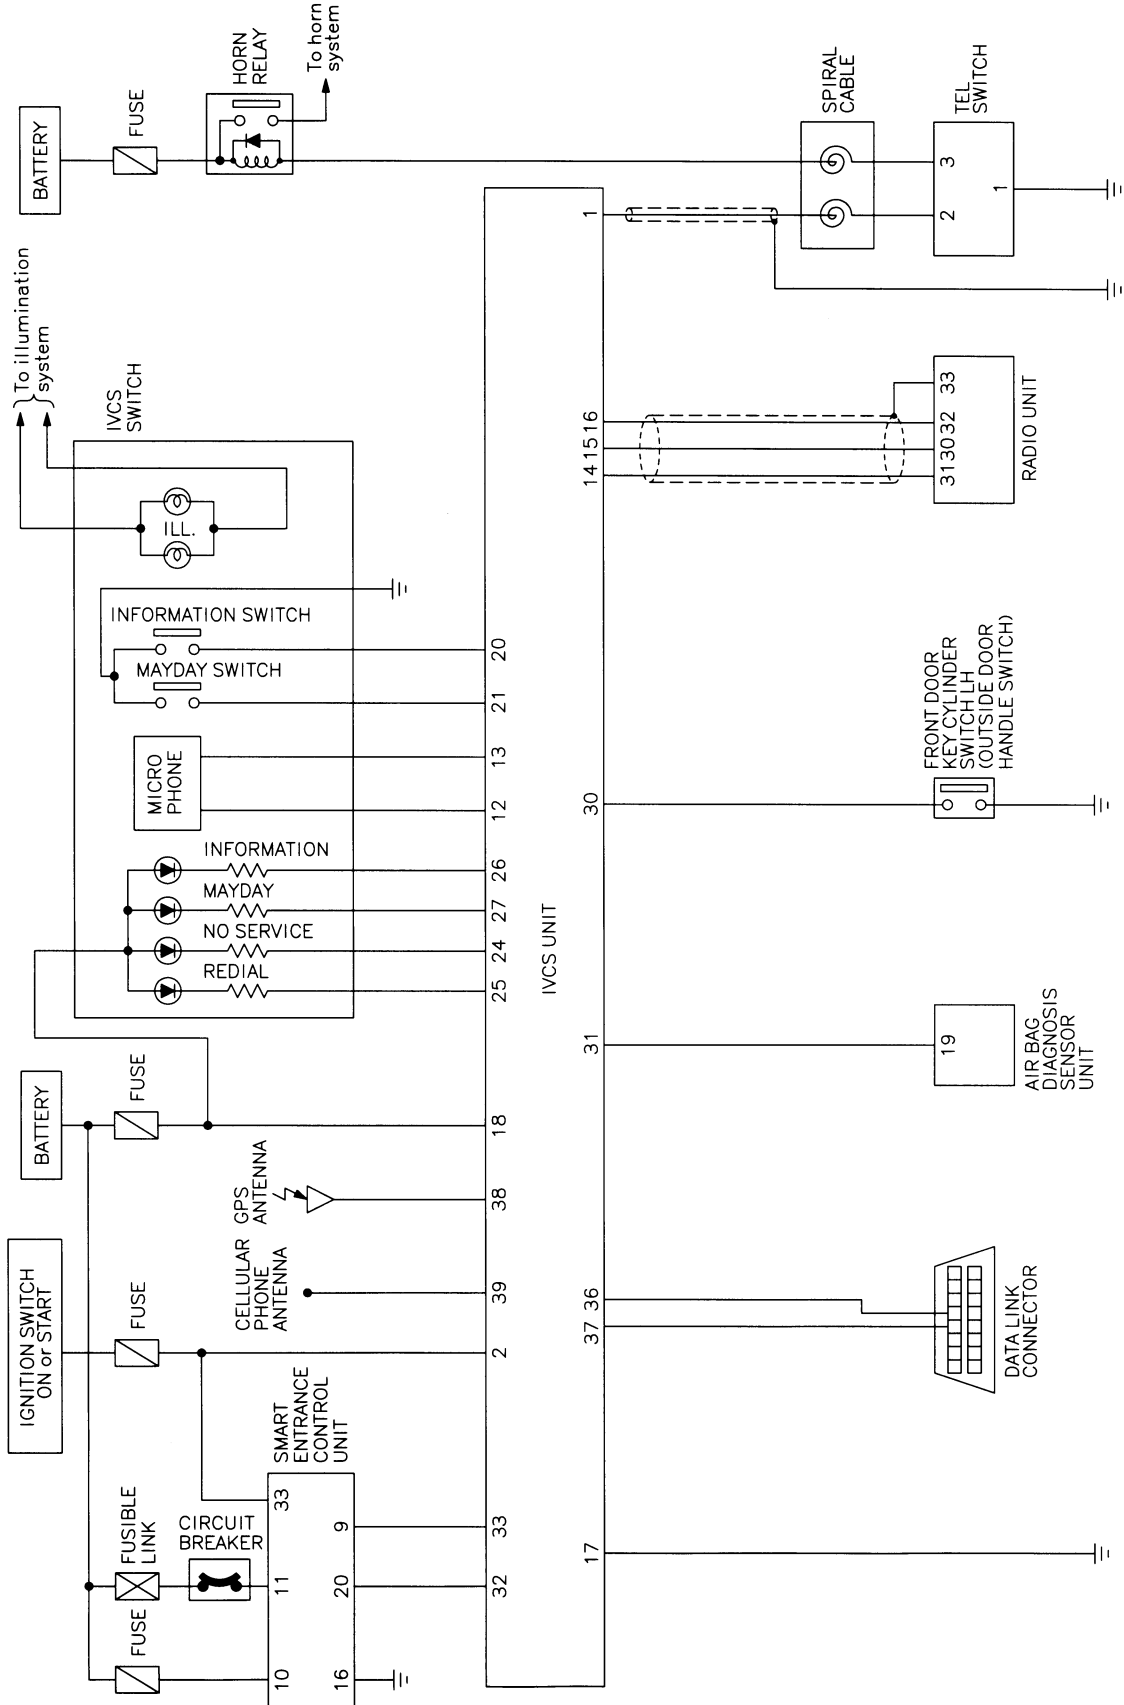 IGNITION SWITCH
ON or START
BATTERY
BATTERY
To illumination
system
FUSE
FUSIBLE
LINK
FUSE
FUSE
FUSE
CIRCUIT
BREAKER
HORN
RELAY
To horn
system
10
11
33
16
20
9
SMART
ENTRANCE
CONTROL
UNIT
CELLULAR
PHONE
ANTENNA
GPS
ANTENNA
IVCS
SWITCH
REDIAL
NO SERVICE
MAYDAY
INFORMATION
MICRO
PHONE
MAYDAY SWITCH
INFORMATION SWITCH
ILL.
32
33
2
39
38
18
25
24
27
26
12
13
21
20
IVCS UNIT
17
37
36
31
30
14
15
16
1
SPIRAL
CABLE
DATA LINK
CONNECTOR
19
AIR BAG
DIAGNOSIS
SENSOR
UNIT
FRONT DOOR
KEY CYLINDER
SWITCH LH
(OUTSIDE DOOR
HANDLE SWITCH)
31
30
32
33
RADIO UNIT
2
3
1
TEL
SWITCH